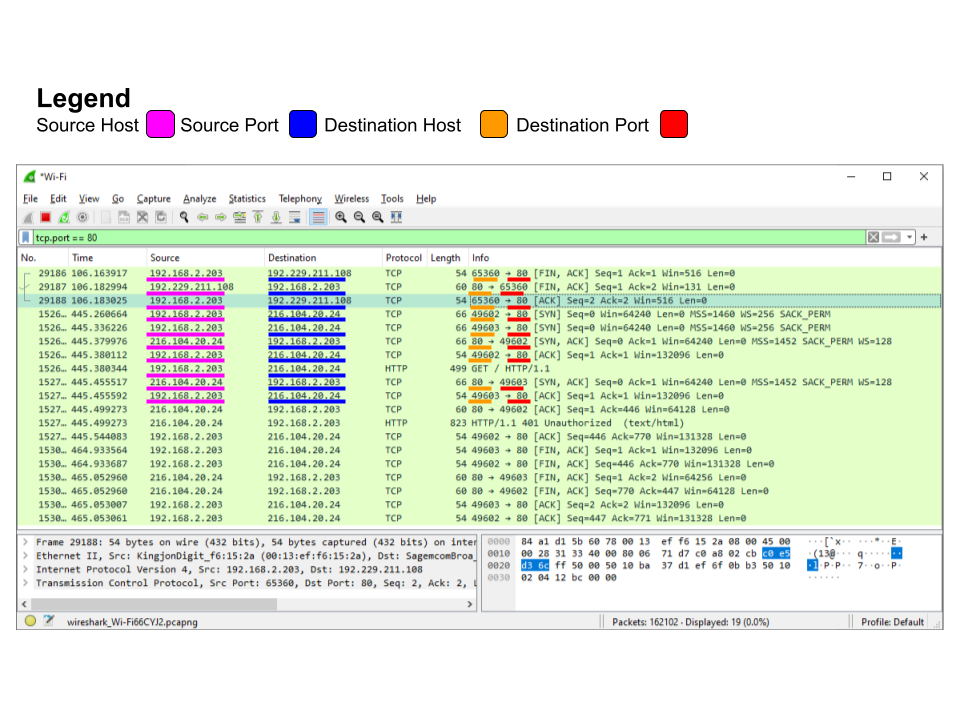 Legend
Source Host Source Port Destination Host Destination Port
*Wi-Fi
File Edit View Go Capture Analyze Statistics Telephony Wireless Tools Help
tcp.port == 80
No. Time Source Destination Protocol Length Info
29186 106.163917 192.168.2.203 192.229.211.108 TCP 54 65360 → 80 [FIN, ACK] Seq=1 Ack=1 Win=516 Len=0
29187 106.182994 192.229.211.108 192.168.2.203 TCP 60 80 → 65360 [FIN, ACK] Seq=1 Ack=2 Win=131 Len=0
29188 106.183025 192.168.2.203 192.229.211.108 TCP 54 65360 → 80 [ACK] Seq=2 Ack=2 Win=516 Len=0
1526… 445.260664 192.168.2.203 216.104.20.24 TCP 66 49602 → 80 [SYN] Seq=0 Win=64240 Len=0 MSS=1460 WS=256 SACK_PERM
1526… 445.336226 192.168.2.203 216.104.20.24 TCP 66 49603 → 80 [SYN] Seq=0 Win=64240 Len=0 MSS=1460 WS=256 SACK_PERM
1526… 445.379976 216.104.20.24 192.168.2.203 TCP 66 80 → 49602 [SYN, ACK] Seq=0 Ack=1 Win=64240 Len=0 MSS=1452 SACK_PERM WS=128
1526… 445.380112 192.168.2.203 216.104.20.24 TCP 54 49602 → 80 [ACK] Seq=1 Ack=1 Win=132096 Len=0
1526… 445.380344 192.168.2.203 216.104.20.24 HTTP 499 GET / HTTP/1.1
1527… 445.455517 216.104.20.24 192.168.2.203 TCP 66 80 → 49603 [SYN, ACK] Seq=0 Ack=1 Win=64240 Len=0 MSS=1452 SACK_PERM WS=128
1527… 445.455592 192.168.2.203 216.104.20.24 TCP 54 49603 → 80 [ACK] Seq=1 Ack=1 Win=132096 Len=0
1527… 445.499273 216.104.20.24 192.168.2.203 TCP 60 80 → 49602 [ACK] Seq=1 Ack=446 Win=64128 Len=0
1527… 445.499273 216.104.20.24 192.168.2.203 HTTP 823 HTTP/1.1 401 Unauthorized (text/html)
1527… 445.544083 192.168.2.203 216.104.20.24 TCP 54 49602 → 80 [ACK] Seq=446 Ack=770 Win=131328 Len=0
1530… 464.933564 192.168.2.203 216.104.20.24 TCP 54 49603 → 80 [FIN, ACK] Seq=1 Ack=1 Win=132096 Len=0
1530… 464.933687 192.168.2.203 216.104.20.24 TCP 54 49602 → 80 [FIN, ACK] Seq=446 Ack=770 Win=131328 Len=0
1530… 465.052960 216.104.20.24 192.168.2.203 TCP 60 80 → 49603 [FIN, ACK] Seq=1 Ack=2 Win=64256 Len=0
1530… 465.052960 216.104.20.24 192.168.2.203 TCP 60 80 → 49602 [FIN, ACK] Seq=770 Ack=447 Win=64128 Len=0
1530… 465.053007 192.168.2.203 216.104.20.24 TCP 54 49603 → 80 [ACK] Seq=2 Ack=2 Win=132096 Len=0
1530… 465.053061 192.168.2.203 216.104.20.24 TCP 54 49602 → 80 [ACK] Seq=447 Ack=771 Win=131328 Len=0
Frame 29188: 54 bytes on wire (432 bits), 54 bytes captured (432 bits) on inter
Ethernet II, Src: KingjonDigit_f6:15:2a (00:13:ef:f6:15:2a), Dst: SagemcomBroa_
Internet Protocol Version 4, Src: 192.168.2.203, Dst: 192.229.211.108
Transmission Control Protocol, Src Port: 65360, Dst Port: 80, Seq: 2, Ack: 2, L
0000 84 a1 d1 5b 60 78 00 13 ef f6 15 2a 08 00 45 00 ···[`x·· ···*··E·
0010 00 28 31 33 40 00 80 06 71 d7 c0 a8 02 cb c0 e5 ·(13@··· q·······
0020 d3 6c ff 50 00 50 10 ba 37 d1 ef 6f 0b b3 50 10 ·l·P·P·· 7··o··P·
0030 02 04 12 bc 00 00 ······
wireshark_Wi-Fi66CYJ2.pcapng Packets: 162102 · Displayed: 19 (0.0%) Profile: Default